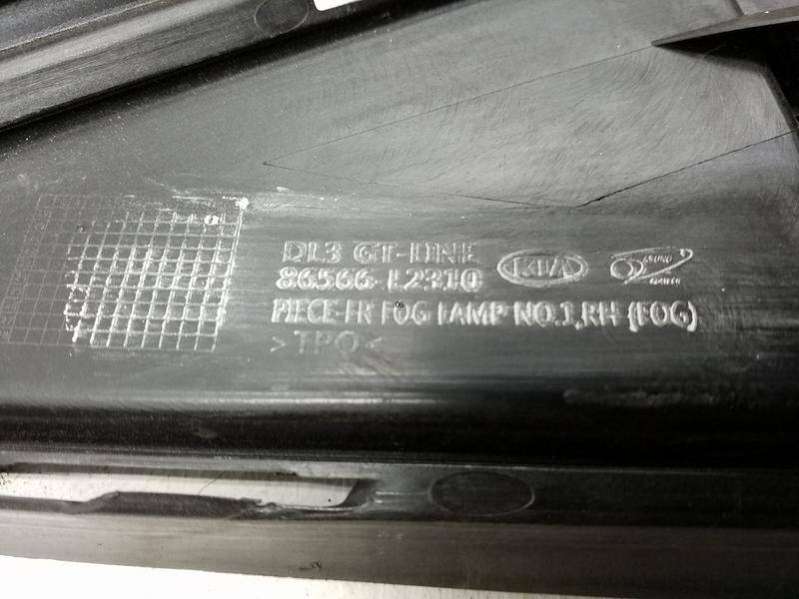 DL3 GT-LINE
86566-L2310
KIA
PIECE-FR FOG LAMP NO.1,RH (FOG)
>TPO<